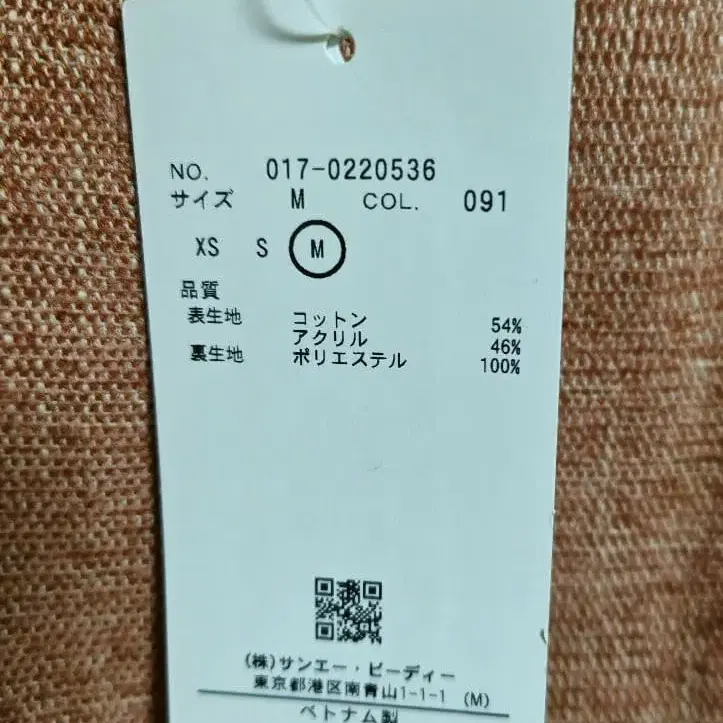 NO. 017-0220536
サイズ M COL. 091
XS S M
品質
表生地 コットン 54%
アクリル 46%
裏生地 ポリエステル 100%
(株)サンエー・ビーディー
東京都港区南青山1-1-1 (M)
ベトナム製